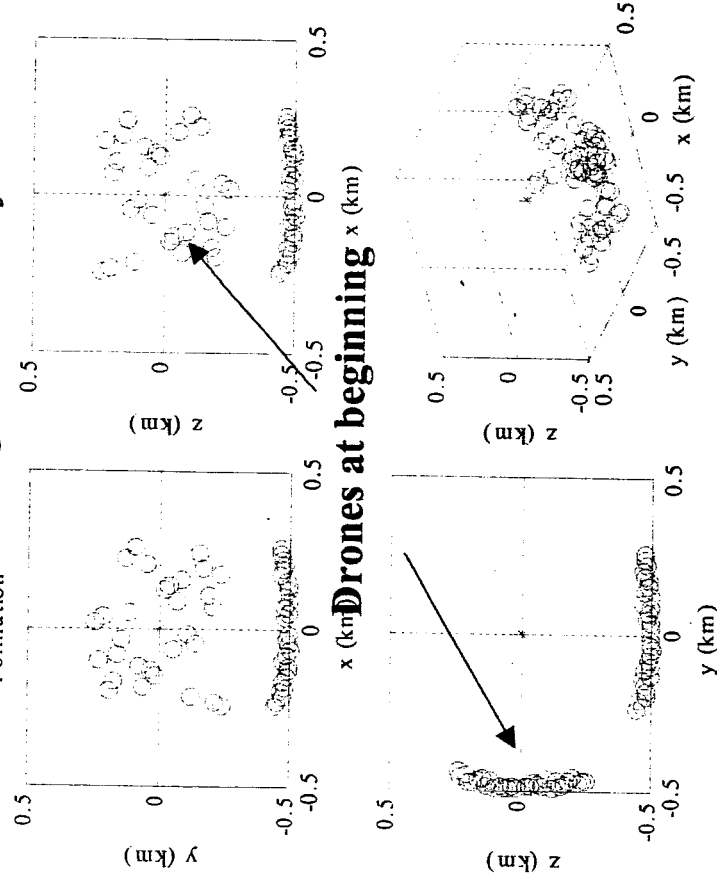 Formation
0.5 0.5
y (km) 0 z (km) 0
-0.5 -0.5
-0.5 0 0.5 -0.5 0 0.5
x (km) x (km)
Drones at beginning
0.5 0.5
z (km) 0 z (km) 0
-0.5 -0.5
-0.5 0 0.5 0.5 0 -0.5 -0.5 0 0.5
y (km) y (km) x (km)